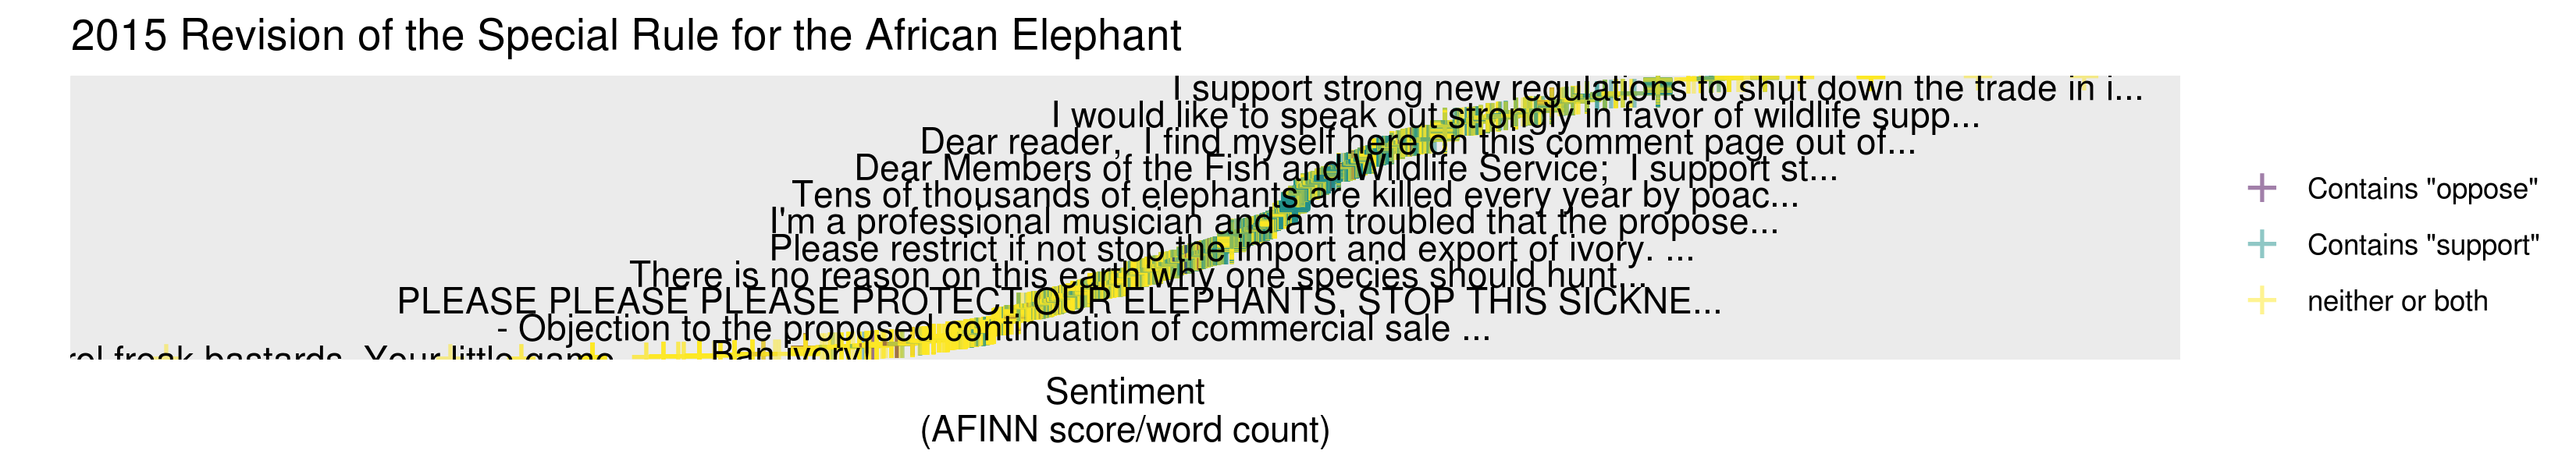 2015 Revision of the Special Rule for the African Elephant
I support strong new regulations to shut down the trade in i...
I would like to speak out strongly in favor of wildlife supp...
Dear reader,  I find myself here on this comment page out of...
Dear Members of the Fish and Wildlife Service;  I support st...
Tens of thousands of elephants are killed every year by poac...
I'm a professional musician and am troubled that the propose...
Please restrict if not stop the import and export of ivory. ...
There is no reason on this earth why one species should hunt...
PLEASE PLEASE PLEASE PROTECT OUR ELEPHANTS. STOP THIS SICKNE...
- Objection to the proposed continuation of commercial sale ...
freak bastards. Your little game
Ban ivory!
Contains "oppose"
Contains "support"
neither or both
Sentiment
(AFINN score/word count)